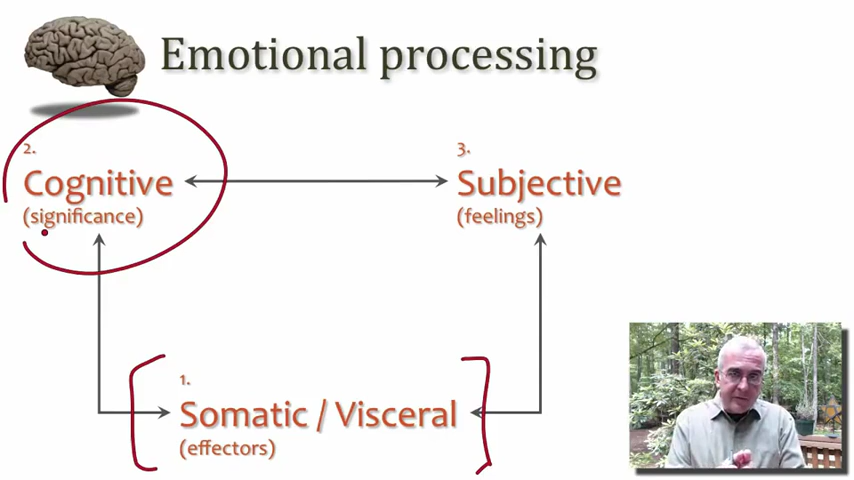 Emotional processing
2.
Cognitive
(significance)
3.
Subjective
(feelings)
1.
Somatic / Visceral
(effectors)